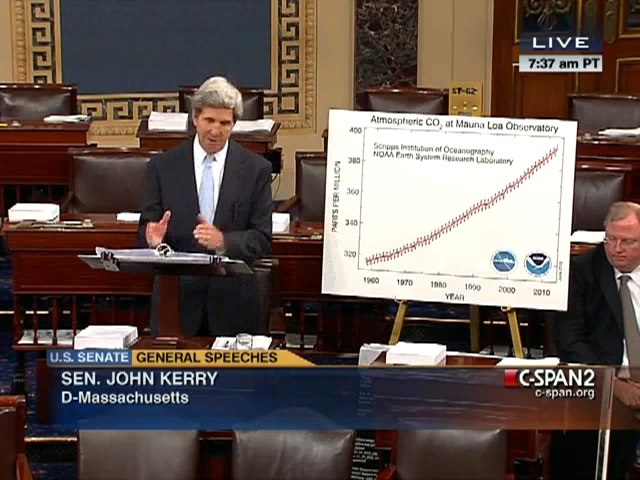 LIVE
7:37 am PT
Atmospheric CO2 at Mauna Loa Observatory
Scripps Institution of Oceanography
NOAA Earth System Research Laboratory
PARTS PER MILLION
400
380
360
340
320
1960
1970
1980
1990
2000
2010
YEAR
NOAA
U.S. SENATE
GENERAL SPEECHES
SEN. JOHN KERRY
D-Massachusetts
C-SPAN2
c-span.org